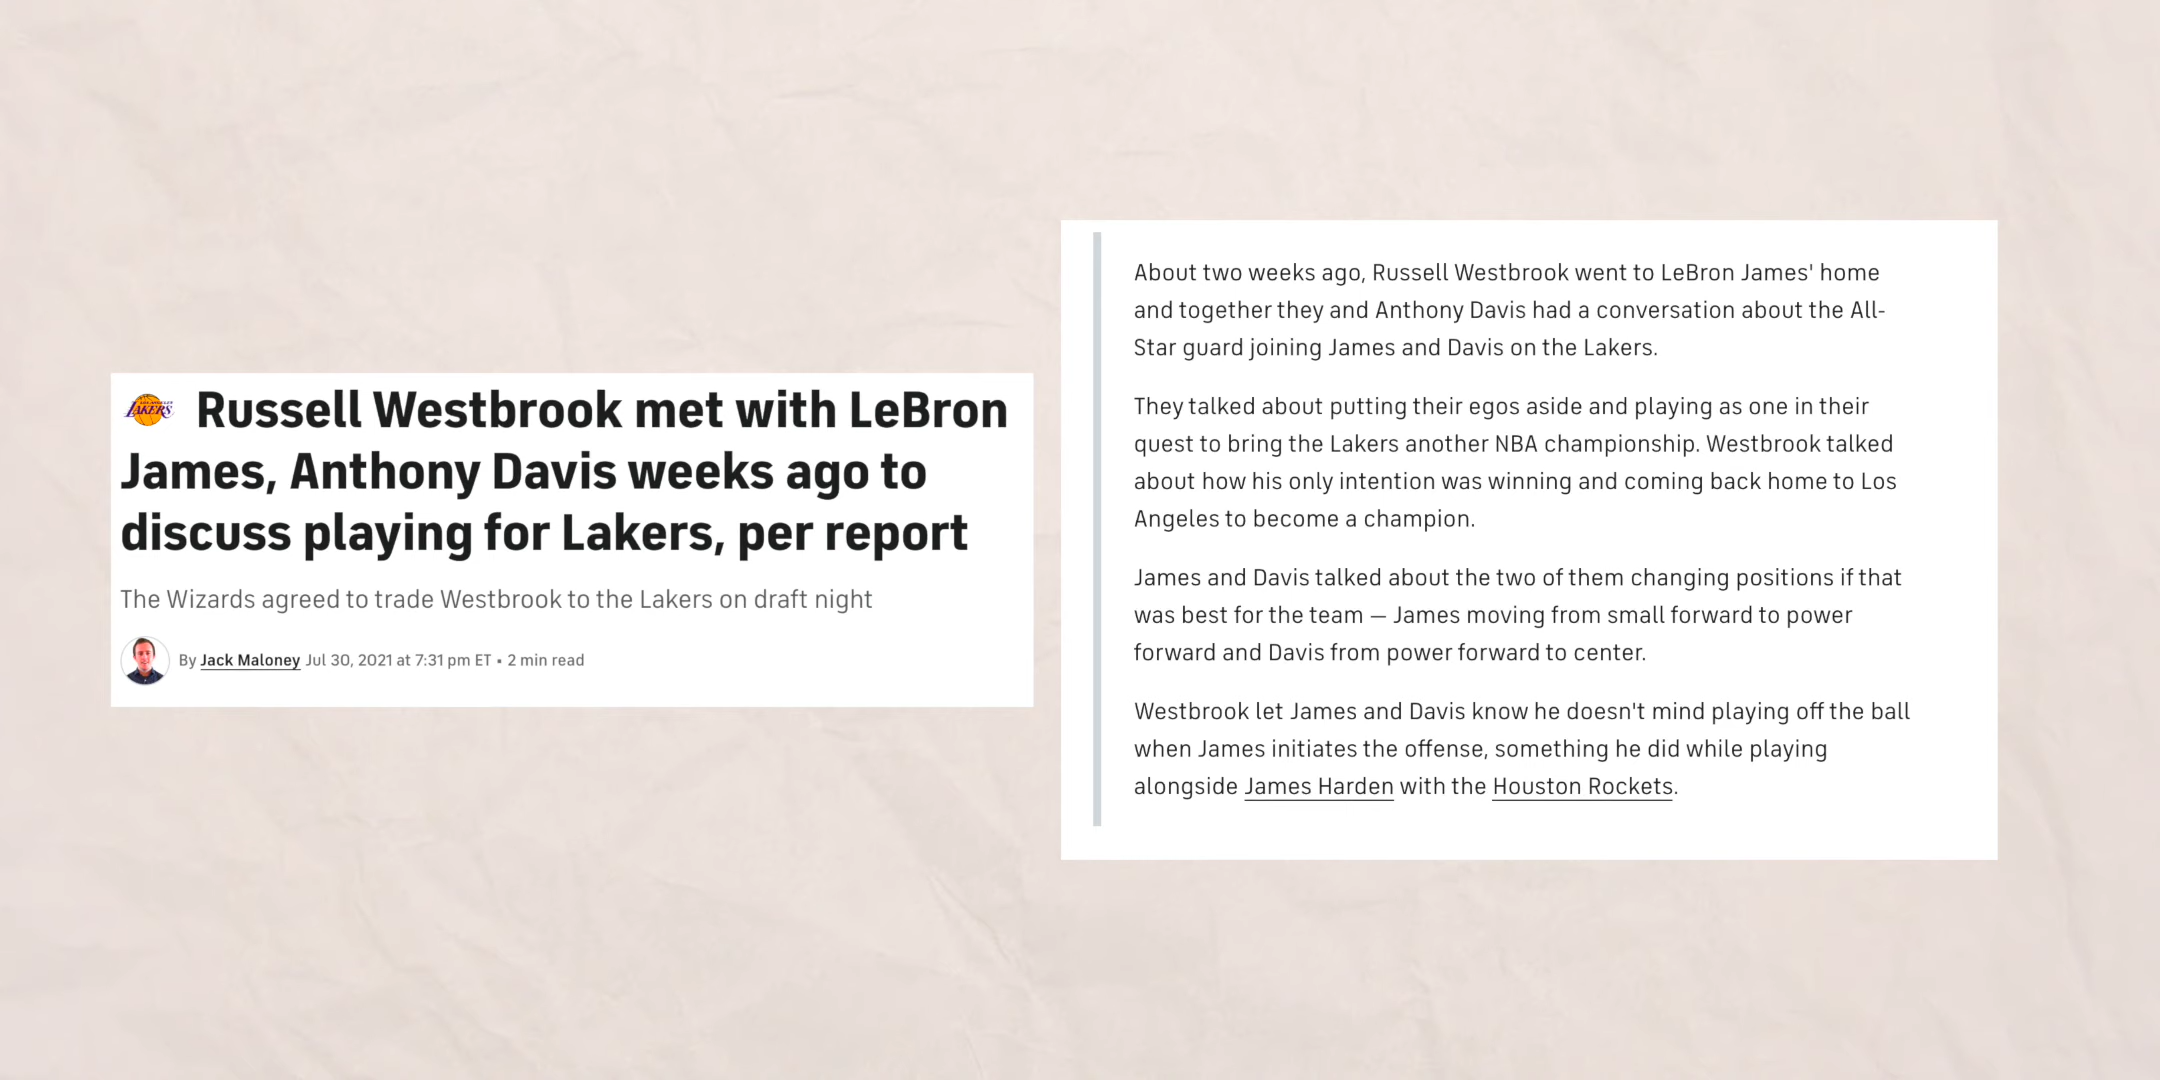 Russell Westbrook met with LeBron
James, Anthony Davis weeks ago to
discuss playing for Lakers, per report
The Wizards agreed to trade Westbrook to the Lakers on draft night
By Jack Maloney Jul 30, 2021 at 7:31 pm ET • 2 min read
About two weeks ago, Russell Westbrook went to LeBron James' home
and together they and Anthony Davis had a conversation about the All-
Star guard joining James and Davis on the Lakers.
They talked about putting their egos aside and playing as one in their
quest to bring the Lakers another NBA championship. Westbrook talked
about how his only intention was winning and coming back home to Los
Angeles to become a champion.
James and Davis talked about the two of them changing positions if that
was best for the team — James moving from small forward to power
forward and Davis from power forward to center.
Westbrook let James and Davis know he doesn't mind playing off the ball
when James initiates the offense, something he did while playing
alongside James Harden with the Houston Rockets.